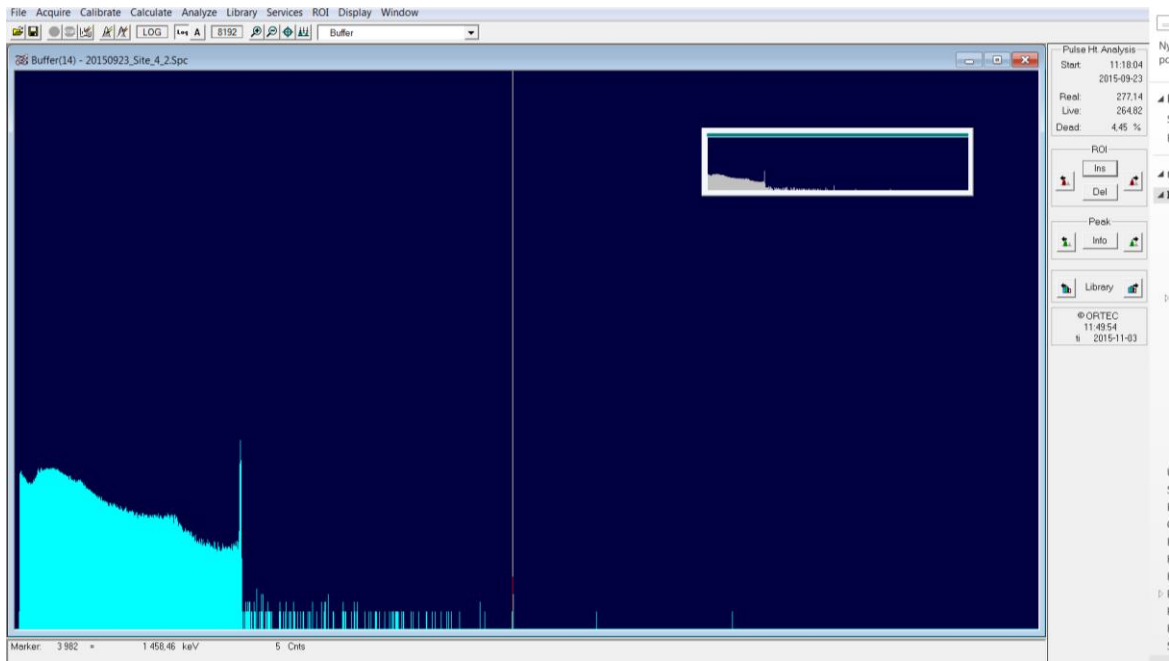 File Acquire Calibrate Calculate Analyze Library Services ROI Display Window
LOG Log A 8192 Buffer
Buffer(14) - 20150923_Site_4_2.Spc
Pulse Ht. Analysis
Start: 11:18:04
2015-09-23
Real: 277,14
Live: 264,82
Dead: 4,45 %
ROI
Ins
Del
Peak
Info
Library
© ORTEC
11:49:54
ti 2015-11-03
Marker: 3 982 = 1 458,46 keV 5 Cnts